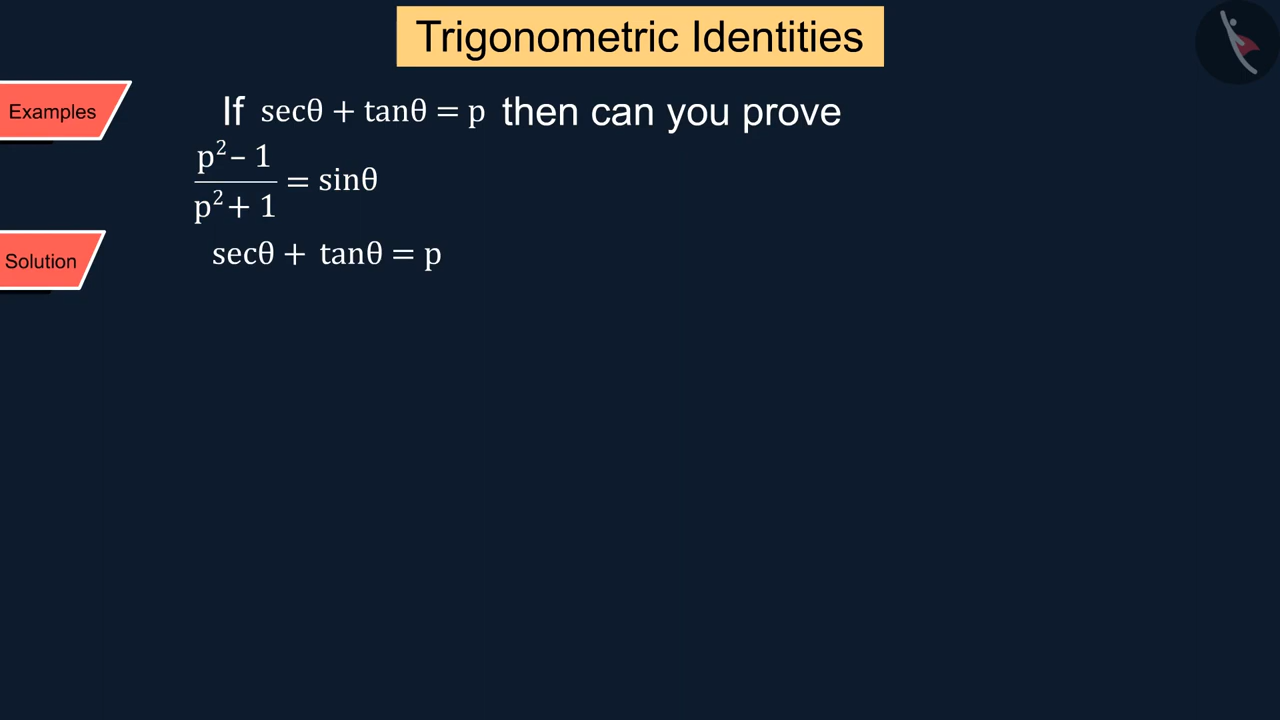 Trigonometric Identities
Examples
If secθ + tanθ = p then can you prove
p² – 1
p² + 1
= sinθ
Solution
secθ + tanθ = p